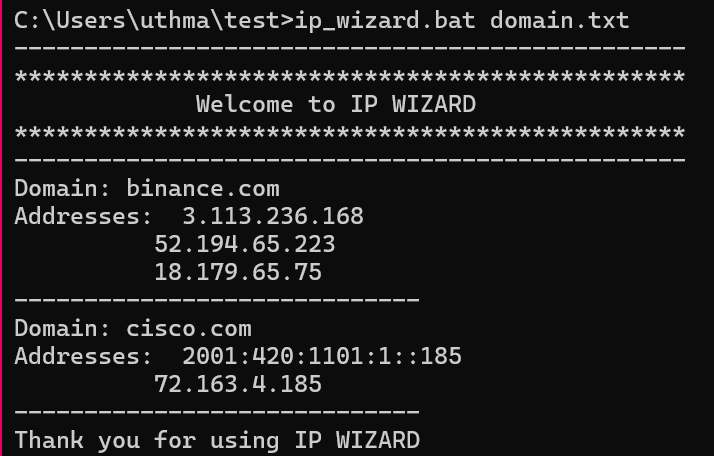 C:\Users\uthma\test>ip_wizard.bat domain.txt
------------------------------------------------
************************************************
             Welcome to IP WIZARD
************************************************
------------------------------------------------
Domain: binance.com
Addresses:  3.113.236.168
          52.194.65.223
          18.179.65.75
-----------------------------
Domain: cisco.com
Addresses:  2001:420:1101:1::185
          72.163.4.185
-----------------------------
Thank you for using IP WIZARD